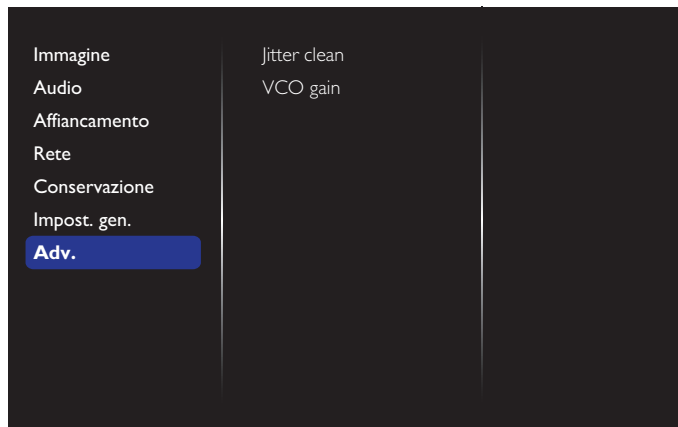 Immagine
Audio
Affiancamento
Rete
Conservazione
Impost. gen.
Adv.
Jitter clean
VCO gain